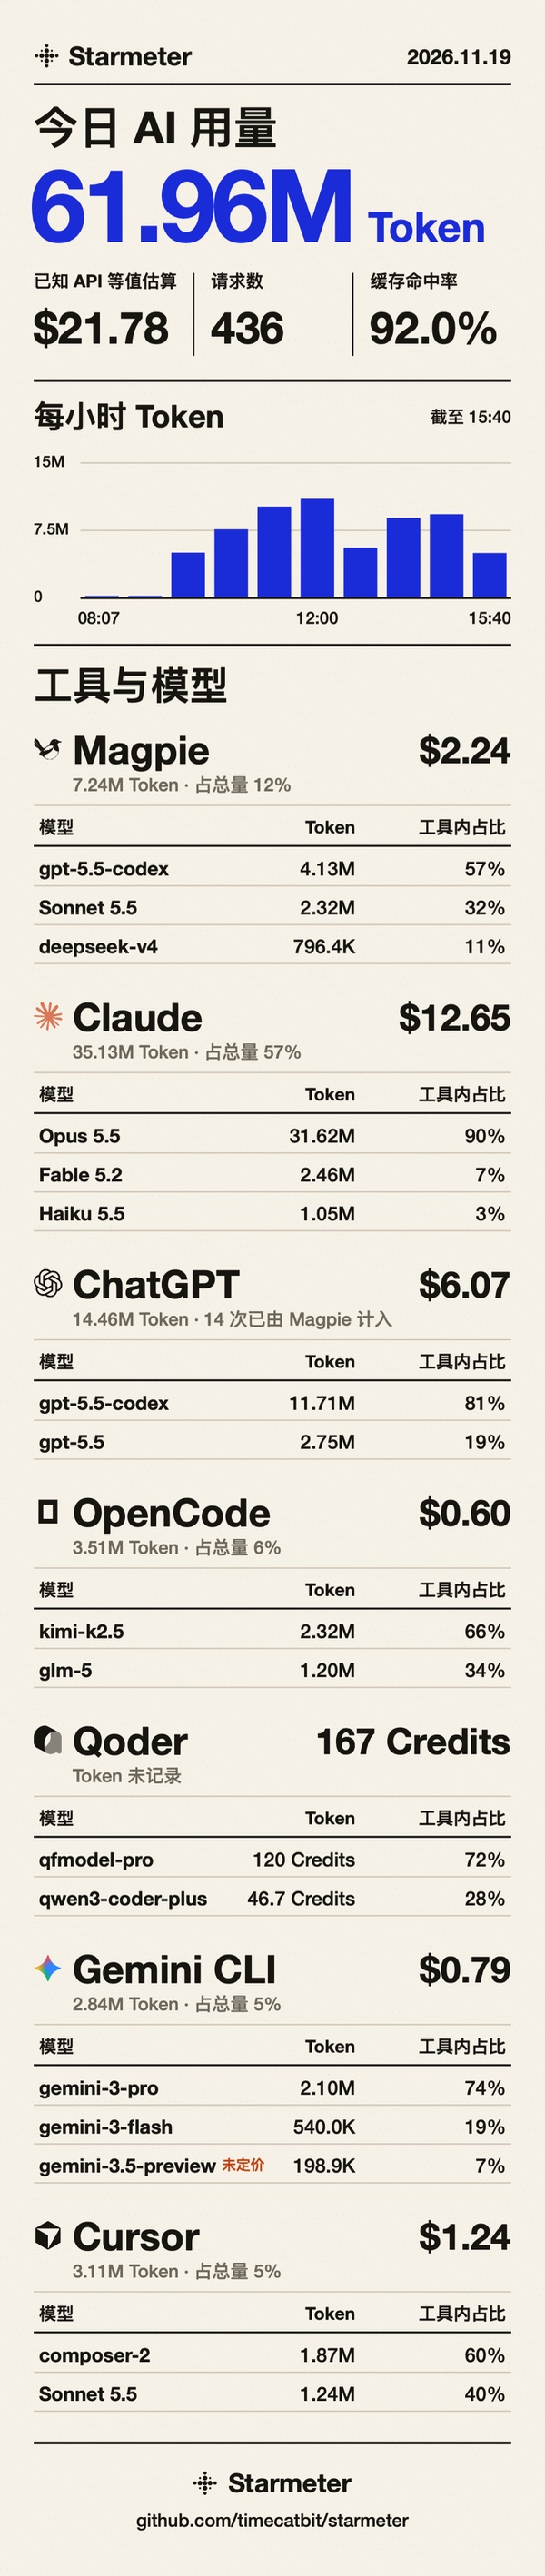 Starmeter 2026.11.19
今日 AI 用量
61.96M Token
已知 API 等值估算 请求数 缓存命中率
$21.78 436 92.0%
每小时 Token 截至 15:40
15M
7.5M
0
08:07 12:00 15:40
工具与模型
Magpie $2.24
7.24M Token · 占总量 12%
模型 Token 工具内占比
gpt-5.5-codex 4.13M 57%
Sonnet 5.5 2.32M 32%
deepseek-v4 796.4K 11%
Claude $12.65
35.13M Token · 占总量 57%
模型 Token 工具内占比
Opus 5.5 31.62M 90%
Fable 5.2 2.46M 7%
Haiku 5.5 1.05M 3%
ChatGPT $6.07
14.46M Token · 14 次已由 Magpie 计入
模型 Token 工具内占比
gpt-5.5-codex 11.71M 81%
gpt-5.5 2.75M 19%
OpenCode $0.60
3.51M Token · 占总量 6%
模型 Token 工具内占比
kimi-k2.5 2.32M 66%
glm-5 1.20M 34%
Qoder 167 Credits
Token 未记录
模型 Token 工具内占比
qfmodel-pro 120 Credits 72%
qwen3-coder-plus 46.7 Credits 28%
Gemini CLI $0.79
2.84M Token · 占总量 5%
模型 Token 工具内占比
gemini-3-pro 2.10M 74%
gemini-3-flash 540.0K 19%
gemini-3.5-preview 未定价 198.9K 7%
Cursor $1.24
3.11M Token · 占总量 5%
模型 Token 工具内占比
composer-2 1.87M 60%
Sonnet 5.5 1.24M 40%
Starmeter
github.com/timecatbit/starmeter